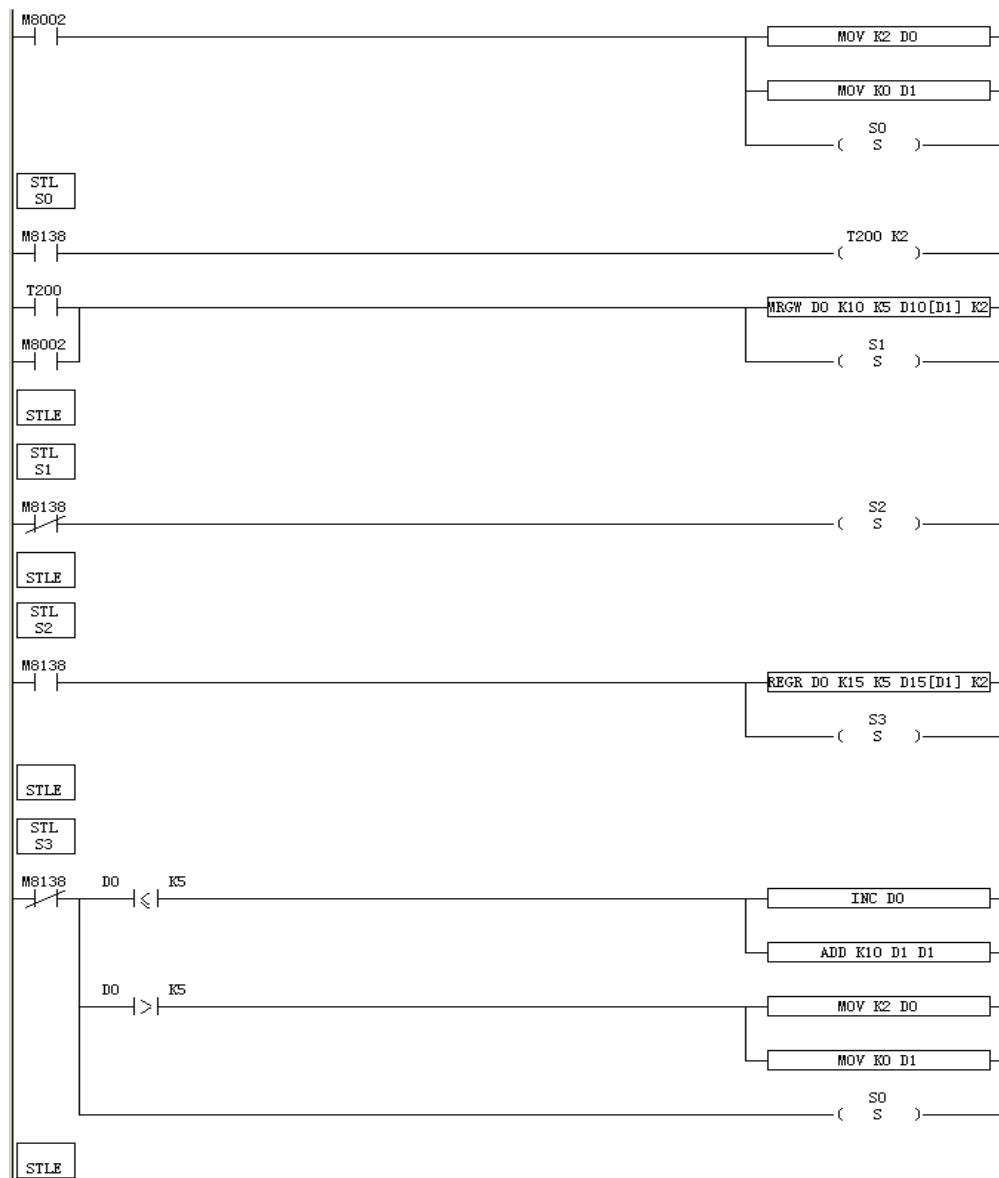 M8002
MOV K2 D0
MOV K0 D1
S0
( S )
STL
S0
M8138
T200 K2
( )
T200
MRGW D0 K10 K5 D10[D1] K2
M8002
S1
( S )
STLE
STL
S1
M8138
S2
( S )
STLE
STL
S2
M8138
REGR D0 K15 K5 D15[D1] K2
S3
( S )
STLE
STL
S3
M8138 D0 ≤ K5
INC D0
ADD K10 D1 D1
D0 > K5
MOV K2 D0
MOV K0 D1
S0
( S )
STLE